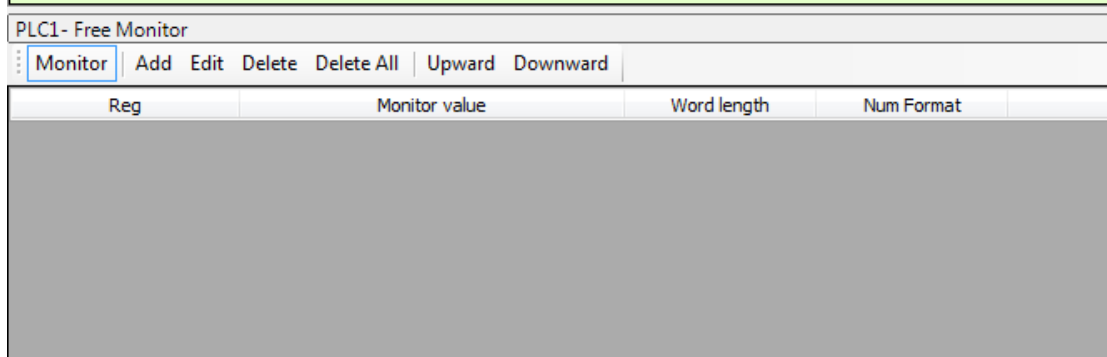 PLC1- Free Monitor
Monitor Add Edit Delete Delete All Upward Downward
Reg Monitor value Word length Num Format